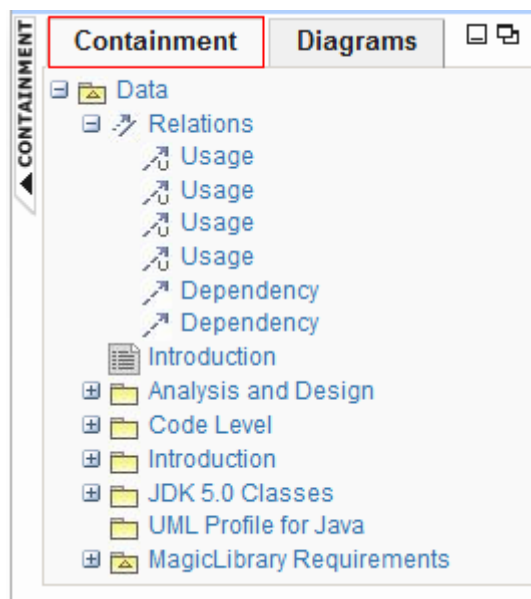 CONTAINMENT
Containment
Diagrams
Data
Relations
Usage
Usage
Usage
Usage
Dependency
Dependency
Introduction
Analysis and Design
Code Level
Introduction
JDK 5.0 Classes
UML Profile for Java
MagicLibrary Requirements